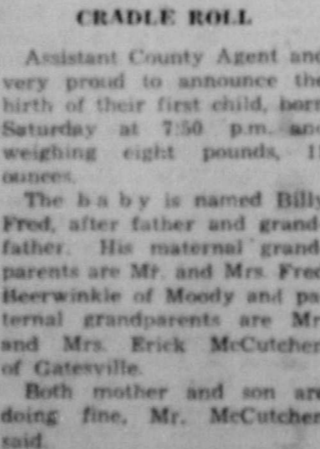 CRADLE ROLL
Assistant County Agent and
very proud to announce the
birth of their first child, born
Saturday at 7:50 p.m. and
weighing eight pounds, 1
ounces.
The baby is named Billy
Fred, after father and grand-
father. His maternal grand
parents are Mr. and Mrs. Fred
Beerwinkle of Moody and pa
ternal grandparents are Mr
and Mrs. Erick McCutchen
of Gatesville.
Both mother and son are
doing fine, Mr. McCutchen
said.